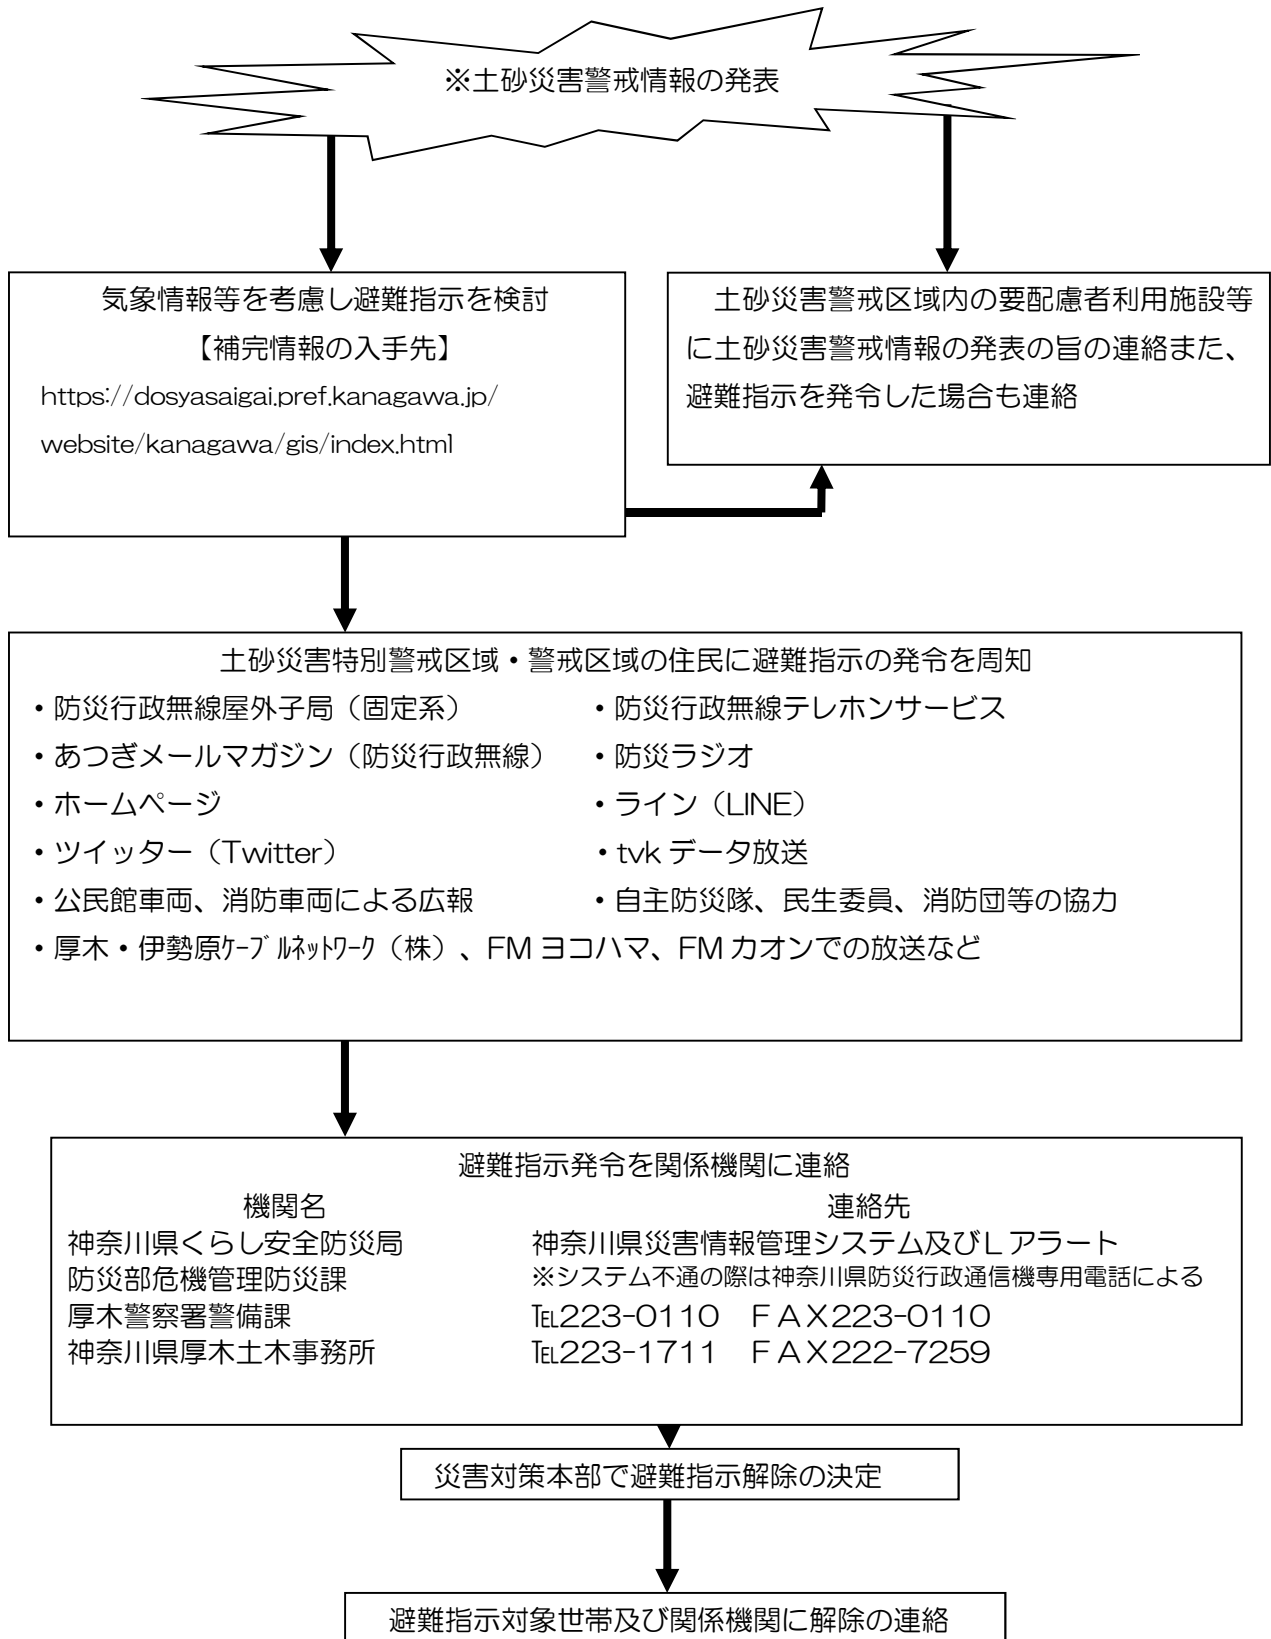 ※土砂災害警戒情報の発表
気象情報等を考慮し避難指示を検討
【補完情報の入手先】
https://dosyasaigai.pref.kanagawa.jp/
website/kanagawa/gis/index.html
土砂災害警戒区域内の要配慮者利用施設等
に土砂災害警戒情報の発表の旨の連絡また、
避難指示を発令した場合も連絡
土砂災害特別警戒区域・警戒区域の住民に避難指示の発令を周知
・防災行政無線屋外子局（固定系）　・防災行政無線テレホンサービス
・あつぎメールマガジン（防災行政無線）　・防災ラジオ
・ホームページ　・ライン（LINE）
・ツイッター（Twitter）　・tvk データ放送
・公民館車両、消防車両による広報　・自主防災隊、民生委員、消防団等の協力
・厚木・伊勢原ｹｰﾌﾞﾙﾈｯﾄﾜｰｸ（株）、FM ヨコハマ、FM カオンでの放送など
避難指示発令を関係機関に連絡
機関名　連絡先
神奈川県くらし安全防災局　神奈川県災害情報管理システム及びＬアラート
防災部危機管理防災課　※システム不通の際は神奈川県防災行政通信機専用電話による
厚木警察署警備課　℡223-0110　ＦＡＸ223-0110
神奈川県厚木土木事務所　℡223-1711　ＦＡＸ222-7259
災害対策本部で避難指示解除の決定
避難指示対象世帯及び関係機関に解除の連絡